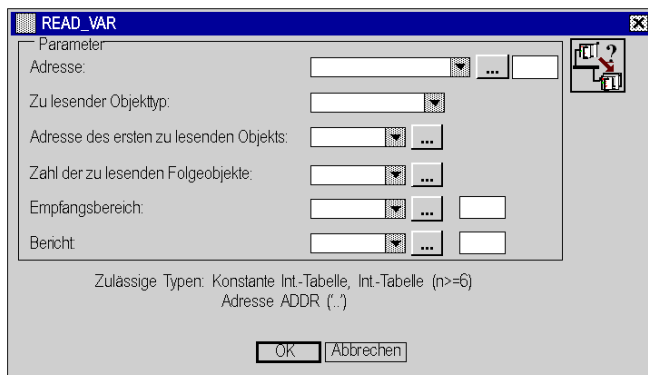 READ_VAR
Parameter
Adresse:
...
Zu lesender Objekttyp:
Adresse des ersten zu lesenden Objekts:
...
Zahl der zu lesenden Folgeobjekte:
...
Empfangsbereich:
...
Bericht:
...
Zulässige Typen: Konstante Int.-Tabelle, Int.-Tabelle (n>=6)
Adresse ADDR ('..')
?
OK
Abbrechen